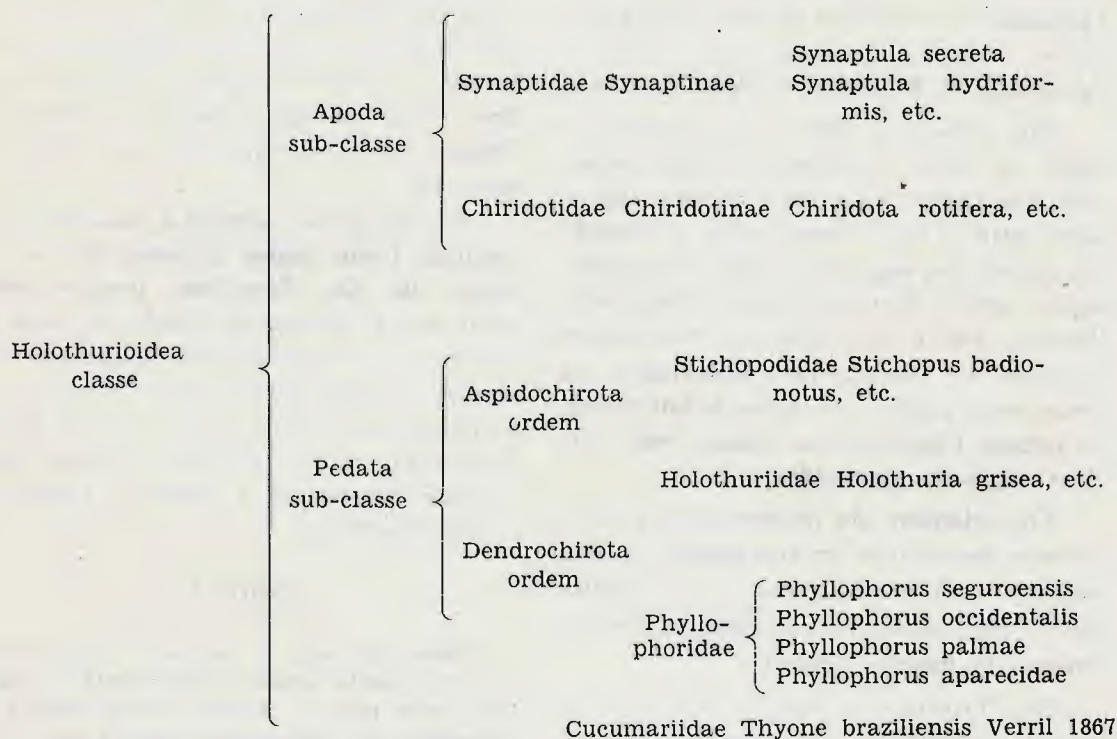 Synaptula secreta
Synaptidae Synaptinae Synaptula hydrifor-
mis, etc.
Apoda
sub-classe
Chiridotidae Chiridotinae Chiridota rotifera, etc.
Holothurioidea
classe
Stichopodidae Stichopus badio-
notus, etc.
Aspidochirota
ordem
Pedata
sub-classe
Holothuriidae Holothuria grisea, etc.
Dendrochirota
ordem
Phyllo-
phoridae
Phyllophorus seguroensis
Phyllophorus occidentalis
Phyllophorus palmae
Phyllophorus aparecidae
Cucumariidae Thyone braziliensis Verril 1867